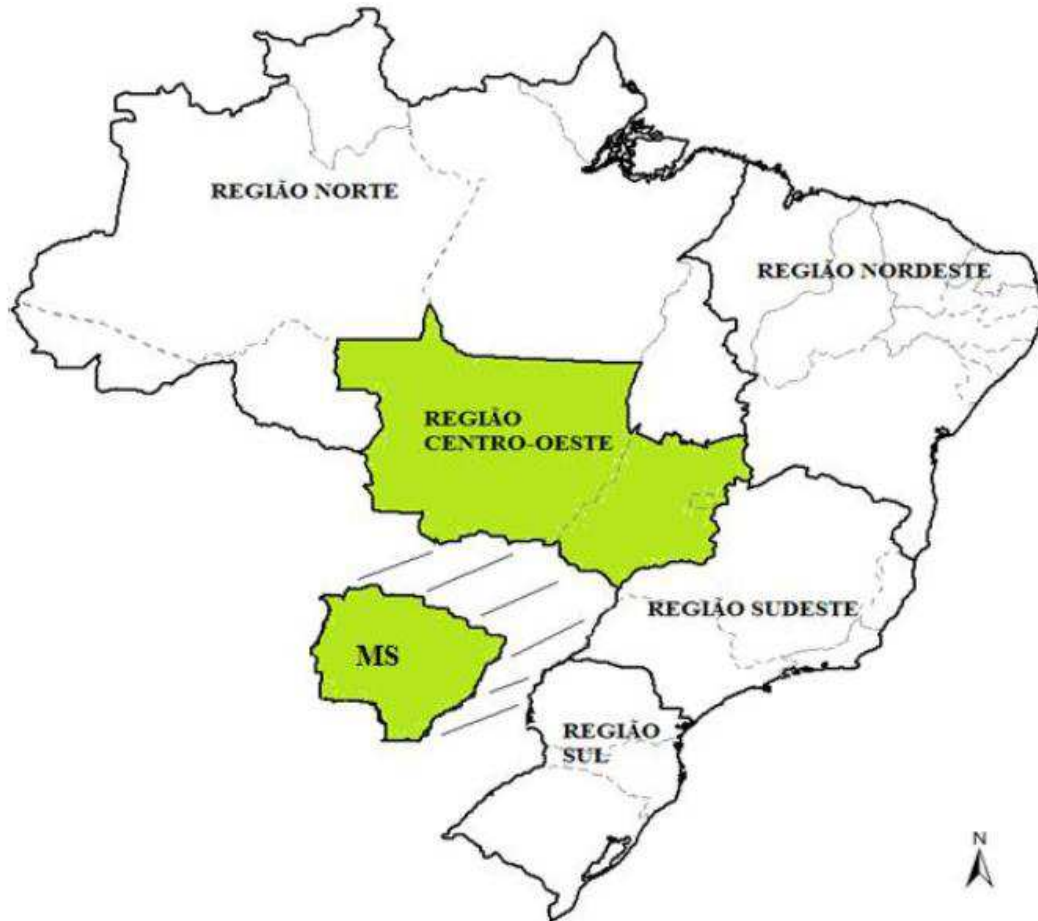 REGIÃO NORTE
REGIÃO NORDESTE
REGIÃO
CENTRO-OESTE
REGIÃO SUDESTE
MS
REGIÃO
SUL
N